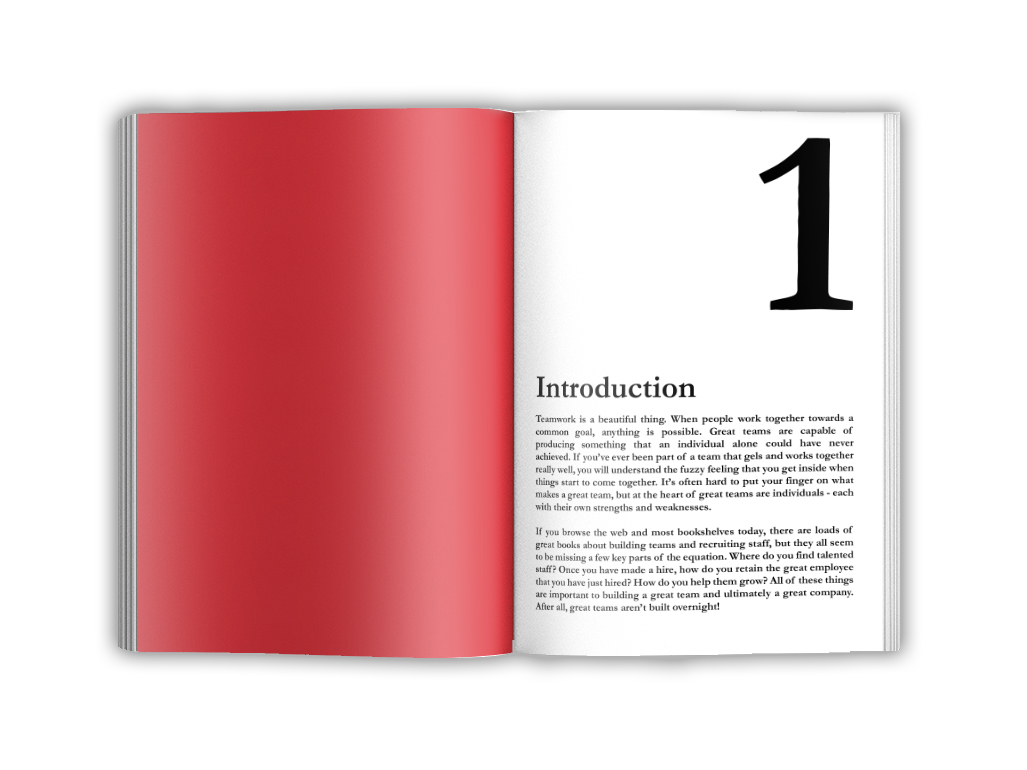 1
Introduction
Teamwork is a beautiful thing. When people work together towards a
common goal, anything is possible. Great teams are capable of
producing something that an individual alone could have never
achieved. If you've ever been part of a team that gels and works together
really well, you will understand the fuzzy feeling that you get inside when
things start to come together. It's often hard to put your finger on what
makes a great team, but at the heart of great teams are individuals - each
with their own strengths and weaknesses.
If you browse the web and most bookshelves today, there are loads of
great books about building teams and recruiting staff, but they all seem
to be missing a few key parts of the equation. Where do you find talented
staff? Once you have made a hire, how do you retain the great employee
that you have just hired? How do you help them grow? All of these things
are important to building a great team and ultimately a great company.
After all, great teams aren't built overnight!